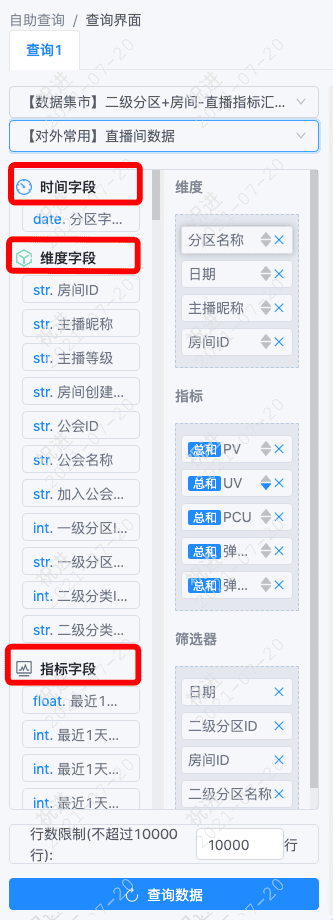 自助查询 / 查询界面
查询1
【数据集市】二级分区+房间-直播指标汇...
【对外常用】直播间数据
时间字段
date. 分区字...
维度字段
str. 房间ID
str. 主播昵称
str. 主播等级
str. 房间创建...
str. 公会ID
str. 公会名称
str. 加入公会...
int. 一级分区I...
str. 一级分区...
int. 二级分类I...
str. 二级分类...
指标字段
float. 最近1...
int. 最近1天...
int. 最近1天...
int. 最近1天...
维度
分区名称
日期
主播昵称
房间iD
指标
总和 PV
总和 UV
总和 PCU
总和 弹...
总和 弹...
筛选器
日期
二级分区ID
房间ID
二级分区名称
行数限制(不超过10000
行):
10000 行
查询数据